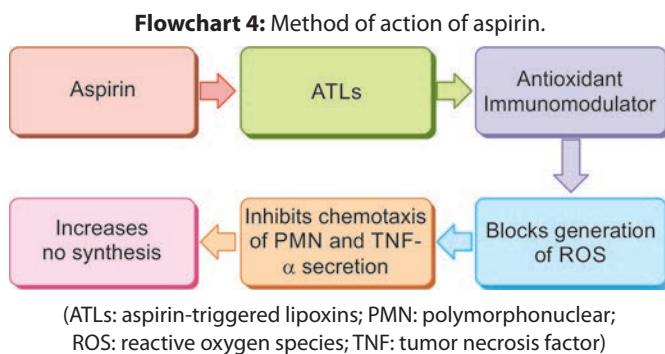 Flowchart 4: Method of action of aspirin.
Aspirin
ATLs
Antioxidant
Immunomodulator
Blocks generation
of ROS
Inhibits chemotaxis
of PMN and TNF-
α secretion
Increases
no synthesis
(ATLs: aspirin-triggered lipoxins; PMN: polymorphonuclear;
ROS: reactive oxygen species; TNF: tumor necrosis factor)